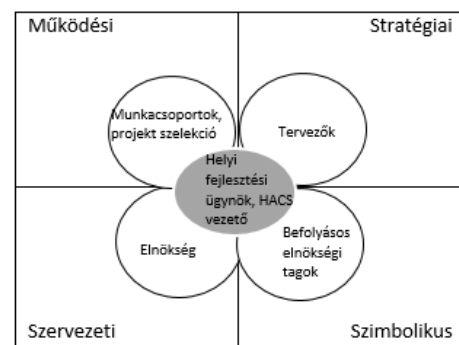 Működési
Stratégiai
Munkacsoportok,
projekt szelekció
Tervezők
Helyi
fejlesztési
ügynök, HACS
vezető
Elnökség
Befolyásos
elnökségi
tagok
Szervezeti
Szimbolikus